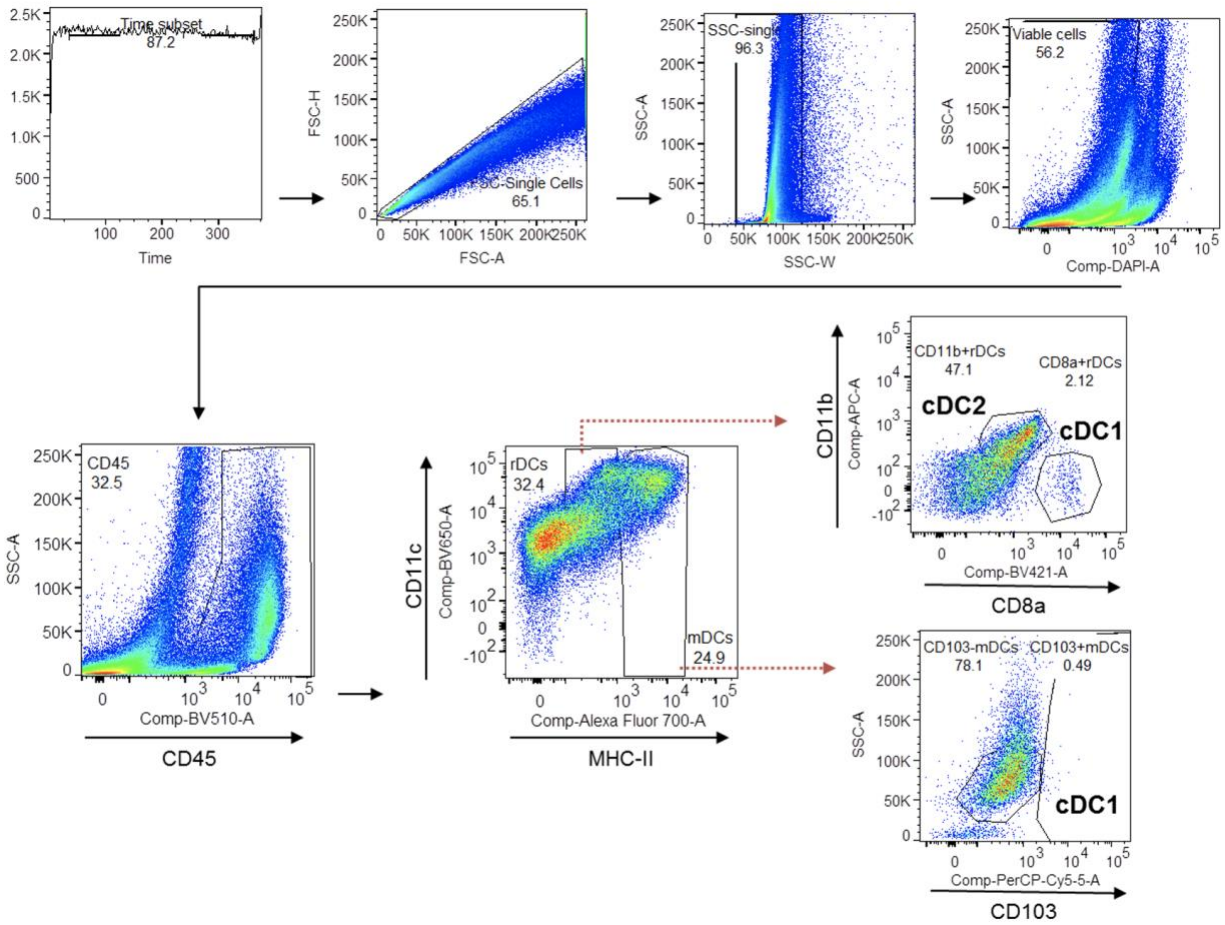 2.5K
2.0K
1.5K
1.0K
500
0
Time subset
87.2
100 200 300
Time
250K
200K
150K
100K
50K
0
FSC-H
FSC-Single Cells
65.1
0 50K 100K 150K 200K250K
FSC-A
250K
200K
150K
100K
50K
0
SSC-A
SSC-single
96.3
0 50K 100K 150K 200K250K
SSC-W
250K
200K
150K
100K
50K
0
SSC-A
Viable cells
56.2
0 10^3 10^4 10^5
Comp-DAPI-A
250K
200K
150K
100K
50K
0
SSC-A
CD45
32.5
0 10^3 10^4 10^5
Comp-BV510-A
CD45
CD11c
Comp-BV650-A
10^5
10^4
10^3
10^2
0
-10^2
rDCs
32.4
mDCs
24.9
0 10^3 10^4 10^5
Comp-Alexa Fluor 700-A
MHC-II
CD11b
Comp-APC-A
10^5
10^4
10^3
10^2
0
-10^2
CD11b+rDCs
47.1
CD8a+rDCs
2.12
cDC2
cDC1
0 10^3 10^4 10^5
Comp-BV421-A
CD8a
250K
200K
150K
100K
50K
0
SSC-A
CD103-mDCs
78.1
CD103+mDCs
0.49
cDC1
0 10^3 10^4 10^5
Comp-PerCP-Cy5-5-A
CD103